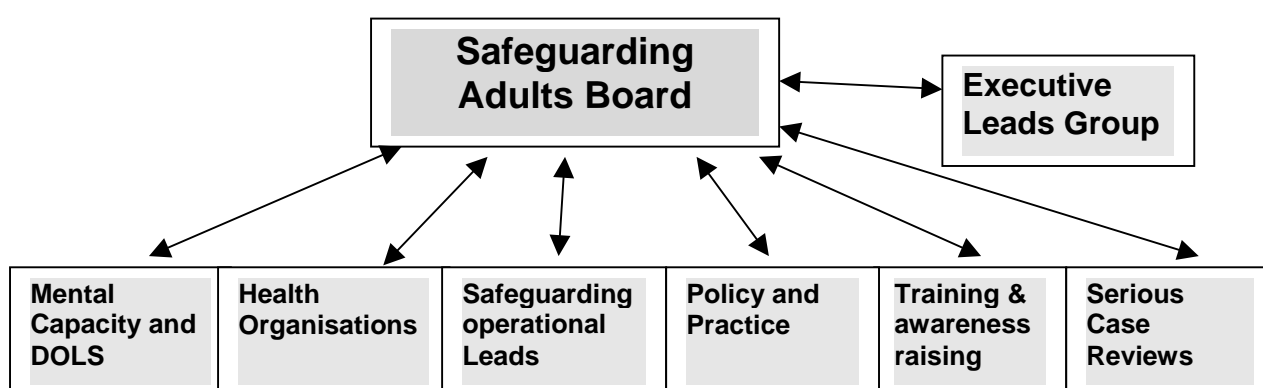 Safeguarding
Adults Board
Executive
Leads Group
Mental
Capacity and
DOLS
Health
Organisations
Safeguarding
operational
Leads
Policy and
Practice
Training &
awareness
raising
Serious
Case
Reviews